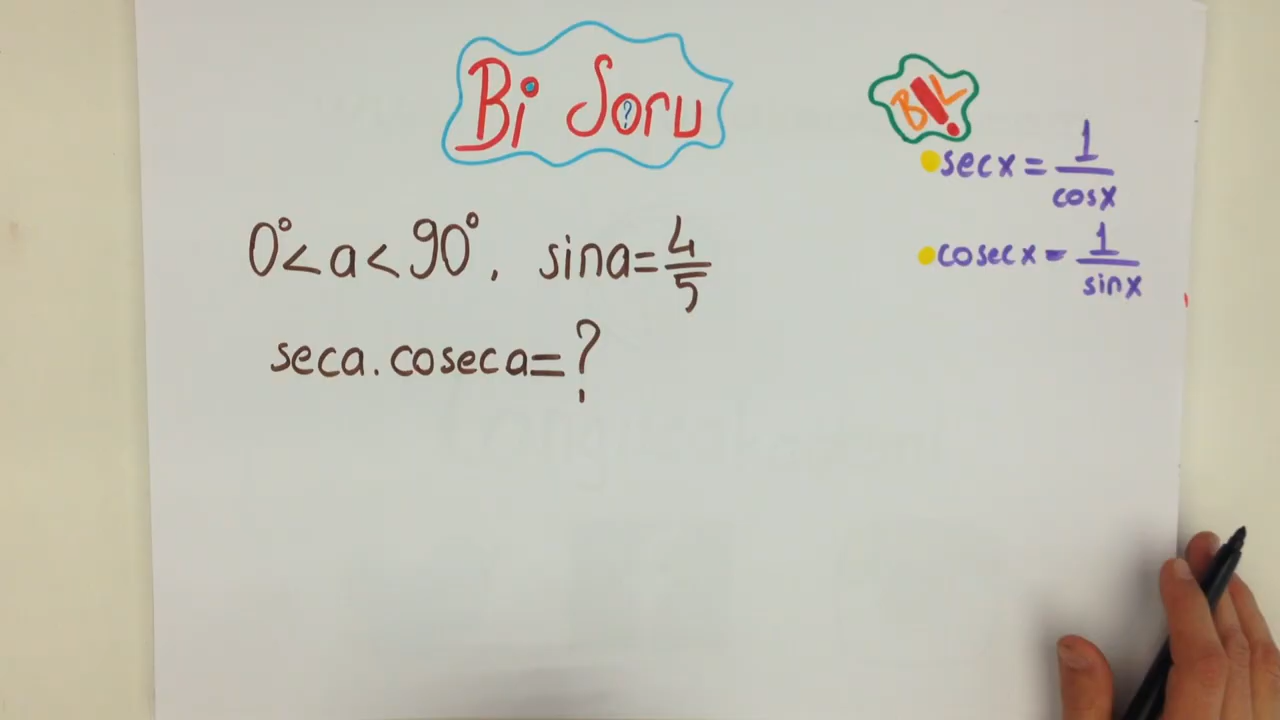 Bi Soru
?
BİL!
secx = 1/cosx
cosecx = 1/sinx
0° < a < 90°, sina = 4/5
seca . coseca = ?